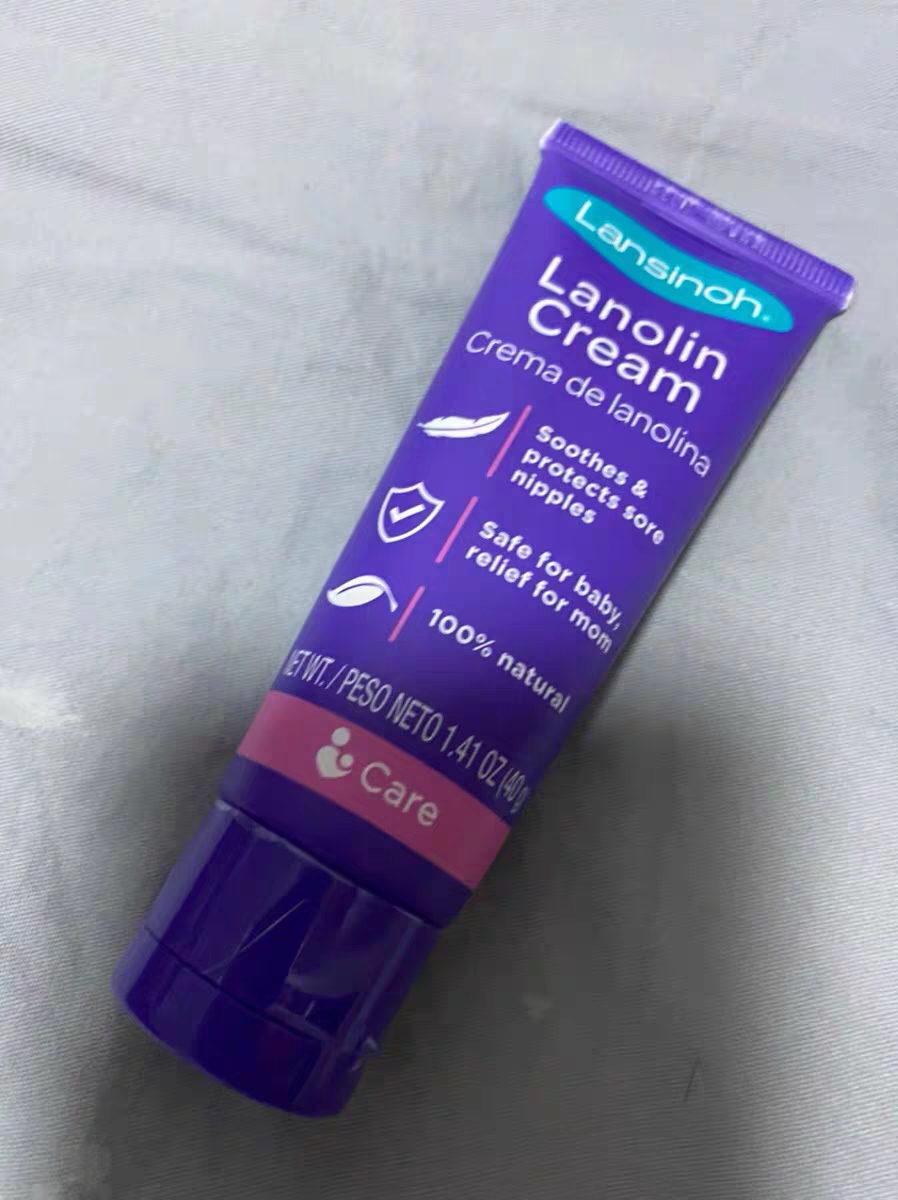 Lansinoh.
Lanolin
Cream
Crema de lanolina
Soothes &
protects sore
nipples
Safe for baby,
relief for mom
100% natural
NET WT. / PESO NETO 1.41 OZ (40 g)
Care